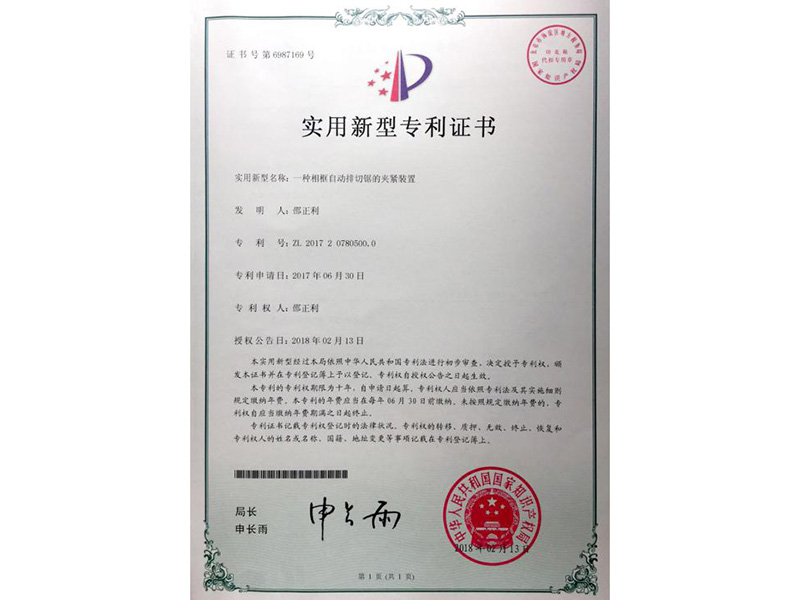 证书号第6987169号
实用新型专利证书
实用新型名称：一种相框自动排切锯的夹紧装置
发明人：邵正利
专利号：ZL 2017 2 0780500.0
专利申请日：2017年06月30日
专利权人：邵正利
授权公告日：2018年02月13日
本实用新型经过本局依照中华人民共和国专利法进行初步审查，决定授予专利权，颁
发本证书并在专利登记簿上予以登记。专利权自授权公告之日起生效。
本专利的专利权期限为十年，自申请日起算。专利权人应当依照专利法及其实施细则
规定缴纳年费。本专利的年费应当在每年06月30日前缴纳。未按照规定缴纳年费的，专
利权自应当缴纳年费期满之日起终止。
专利证书记载专利权登记时的法律状况。专利权的转移、质押、无效、终止、恢复和
专利权人的姓名或名称、国籍、地址变更等事项记载在专利登记簿上。
局长
申长雨
申长雨
中华人民共和国国家知识产权局
2018年02月13日
第 1 页 (共 1 页)